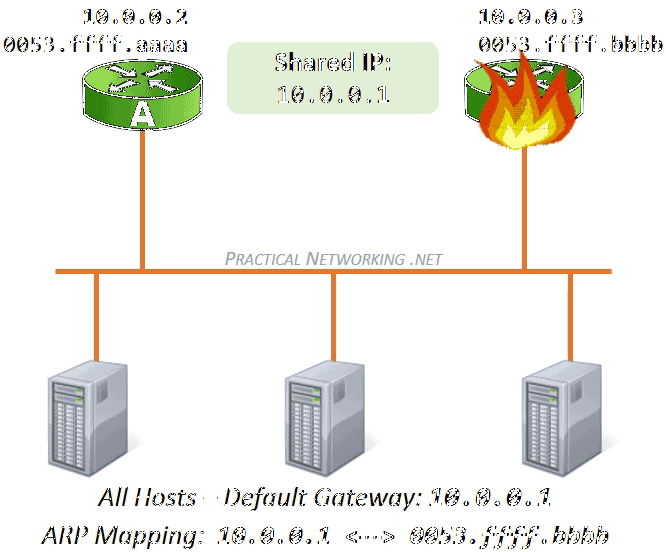 10.0.0.2
0053.ffff.aaaa
Shared IP:
10.0.0.1
10.0.0.3
0053.ffff.bbbb
A
PRACTICAL NETWORKING .NET
All Hosts – Default Gateway: 10.0.0.1
ARP Mapping: 10.0.0.1 <--> 0053.ffff.bbbb